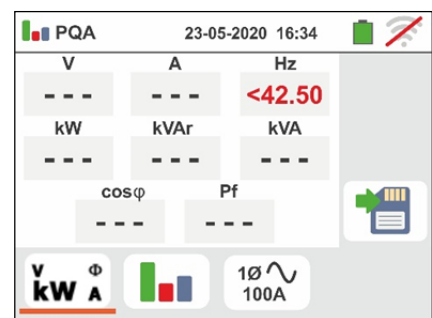 PQA 23-05-2020 16:34
V A Hz
--- --- <42.50
kW kVAr kVA
--- --- ---
cosφ Pf
--- ---
V Φ
kW A
1Ø
100A